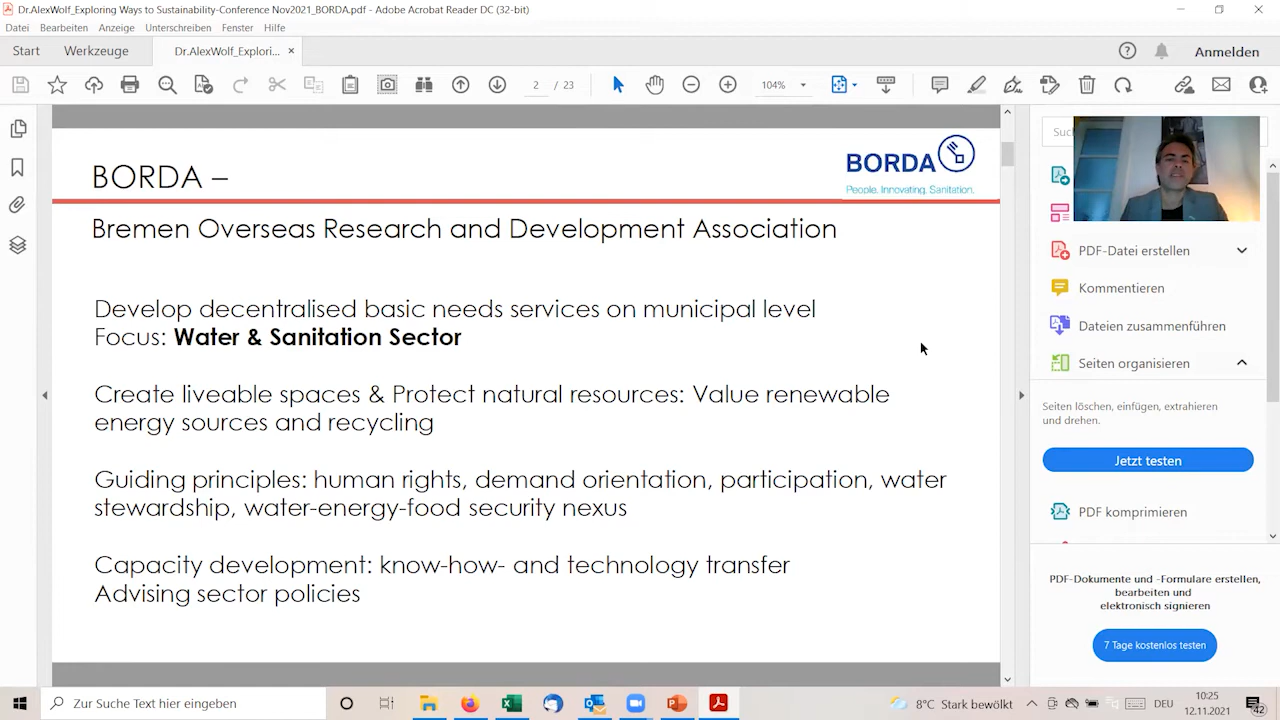 Dr.AlexWolf_Exploring Ways to Sustainability-Conference Nov2021_BORDA.pdf - Adobe Acrobat Reader DC (32-bit)
Datei Bearbeiten Anzeige Unterschreiben Fenster Hilfe
Start Werkzeuge Dr.AlexWolf_Explori... Anmelden
2 / 23 104%
BORDA –
BORDA
People. Innovating. Sanitation.
Bremen Overseas Research and Development Association
Develop decentralised basic needs services on municipal level
Focus: Water & Sanitation Sector
Create liveable spaces & Protect natural resources: Value renewable
energy sources and recycling
Guiding principles: human rights, demand orientation, participation, water
stewardship, water-energy-food security nexus
Capacity development: know-how- and technology transfer
Advising sector policies
Suc
PDF-Datei erstellen
Kommentieren
Dateien zusammenführen
Seiten organisieren
Seiten löschen, einfügen, extrahieren
und drehen.
Jetzt testen
PDF komprimieren
PDF-Dokumente und -Formulare erstellen,
bearbeiten und
elektronisch signieren
7 Tage kostenlos testen
Zur Suche Text hier eingeben
8°C Stark bewölkt
DEU
10:25
12.11.2021
42